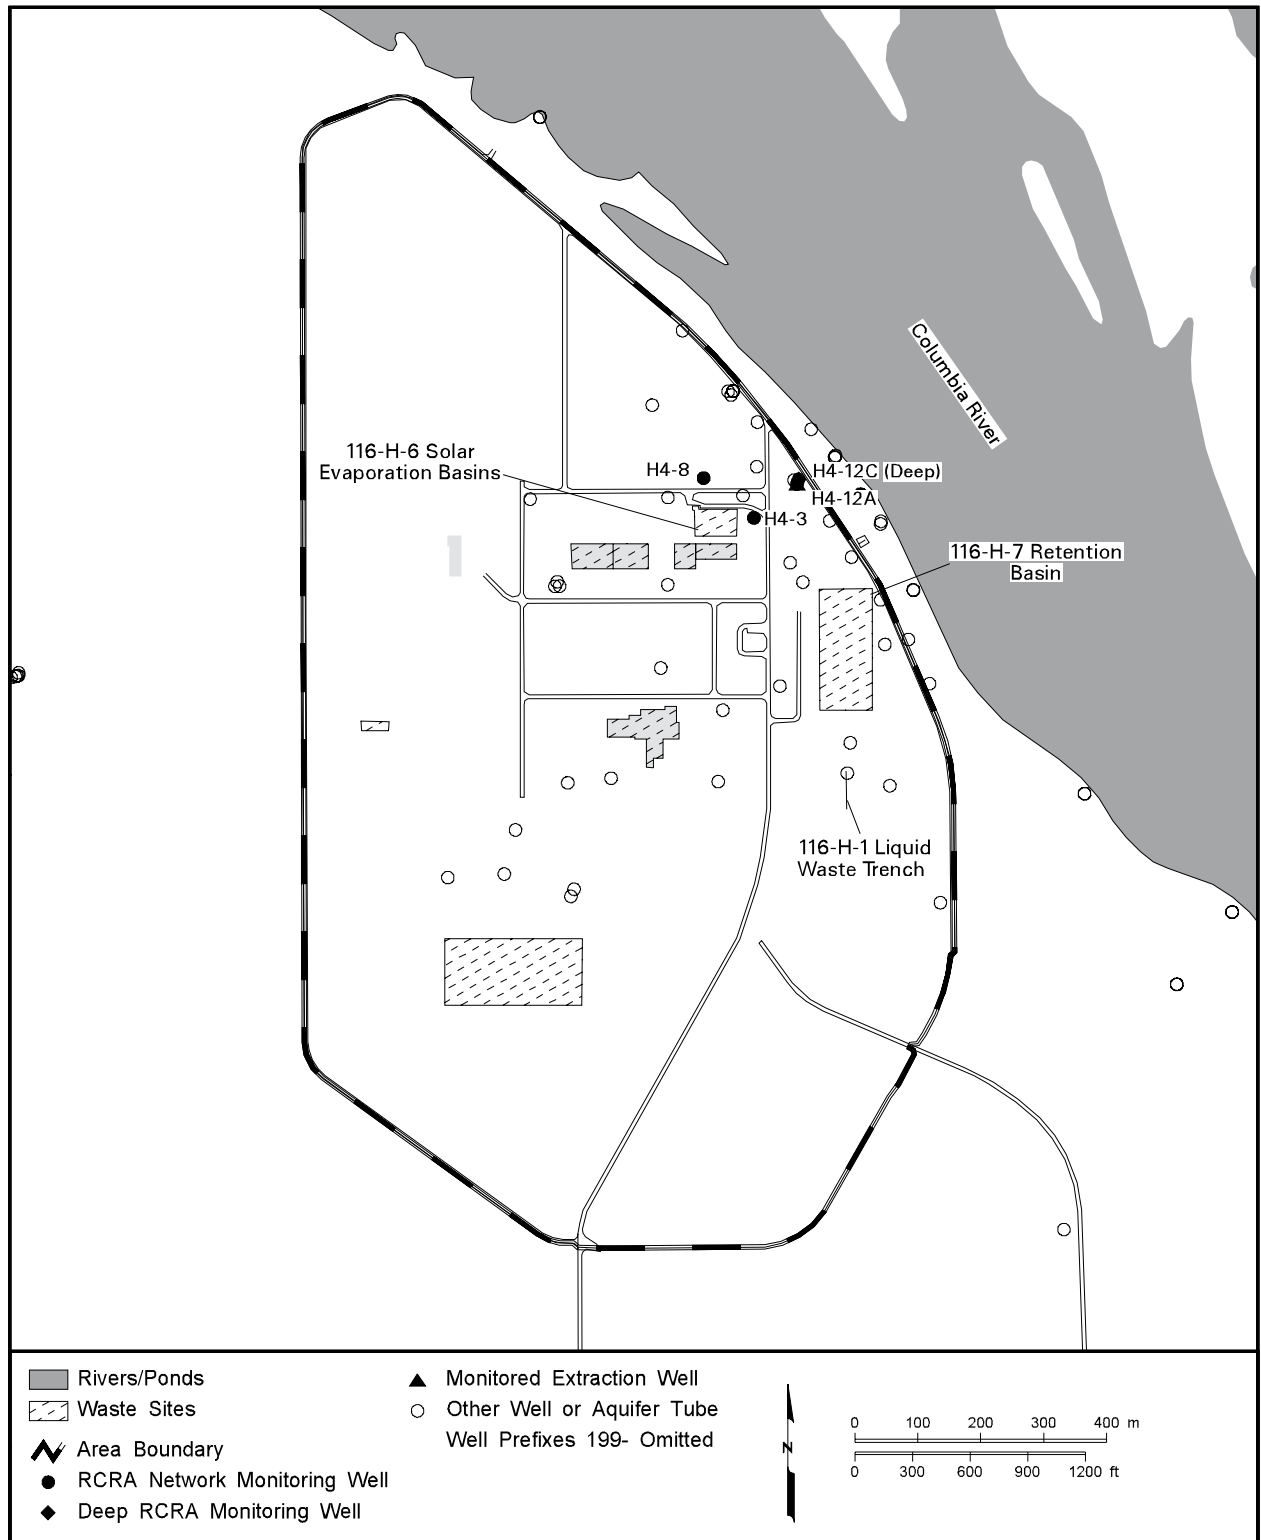 Columbia River
116-H-6 Solar
Evaporation Basins
H4-8
H4-12C (Deep)
H4-12A
H4-3
116-H-7 Retention
Basin
116-H-1 Liquid
Waste Trench
Rivers/Ponds
Waste Sites
Area Boundary
RCRA Network Monitoring Well
Deep RCRA Monitoring Well
Monitored Extraction Well
Other Well or Aquifer Tube
Well Prefixes 199- Omitted
N
0 100 200 300 400 m
0 300 600 900 1200 ft